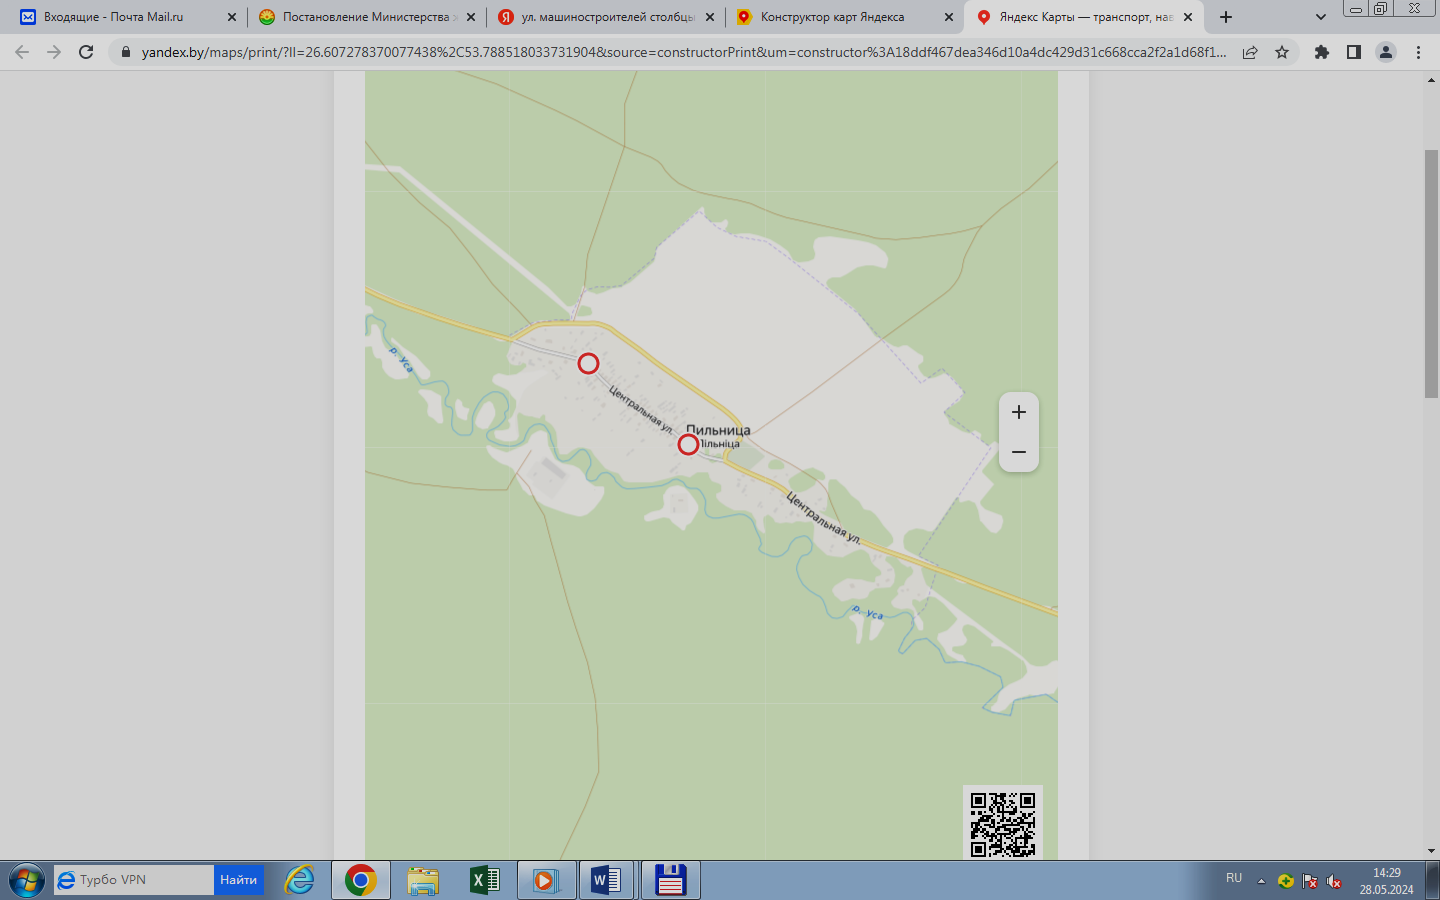 Входящие - Почта Mail.ru
Постановление Министерства ж
ул. машиностроителей столбцы
Конструктор карт Яндекса
Яндекс Карты — транспорт, нав
yandex.by/maps/print/?ll=26.607278370077438%2C53.788518033731904&source=constructorPrint&um=constructor%3A18ddf467dea346d10a4dc429d31c668cca2f2a1d68f1...
р. Уса
Центральная ул.
Пильница
Пільніца
Центральная ул.
р. Уса
Турбо VPN
Найти
RU
14:29
28.05.2024